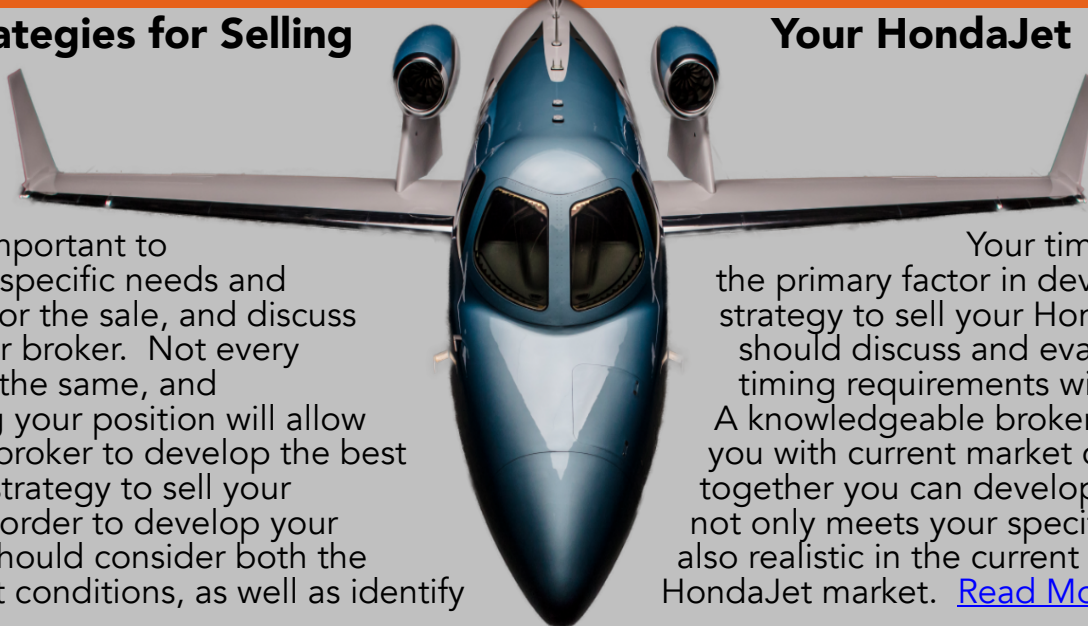 ategies for Selling
mportant to
specific needs and
or the sale, and discuss
r broker.  Not every
the same, and
g your position will allow
broker to develop the best
strategy to sell your
order to develop your
hould consider both the
t conditions, as well as identify
Your HondaJet
Your tim
the primary factor in dev
strategy to sell your Hon
should discuss and eva
timing requirements wi
A knowledgeable broker
you with current market
together you can develop
not only meets your specif
also realistic in the current
HondaJet market.  Read Mo